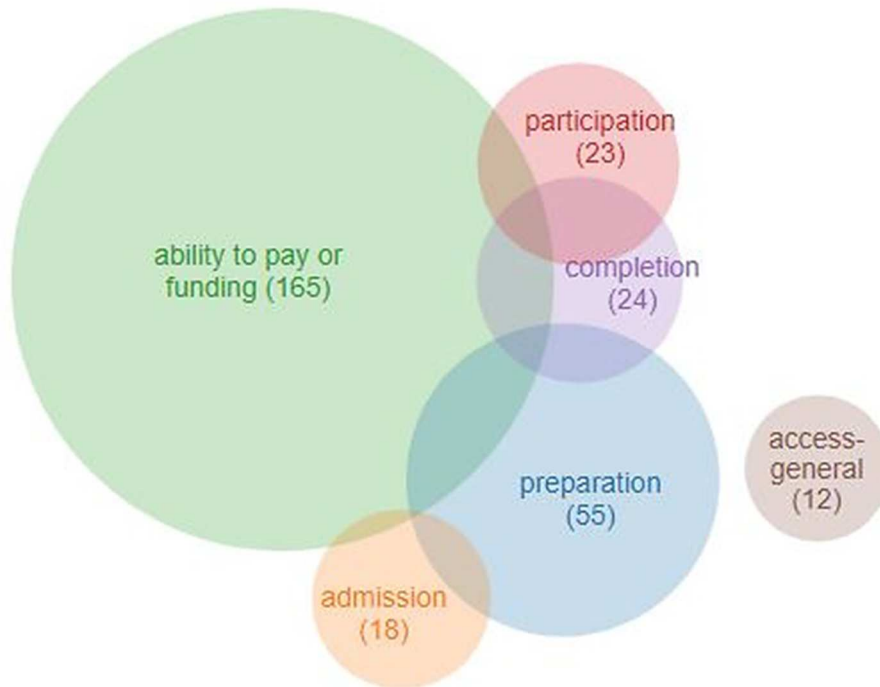 participation
(23)
ability to pay or
funding (165)
completion
(24)
access-
general
(12)
preparation
(55)
admission
(18)